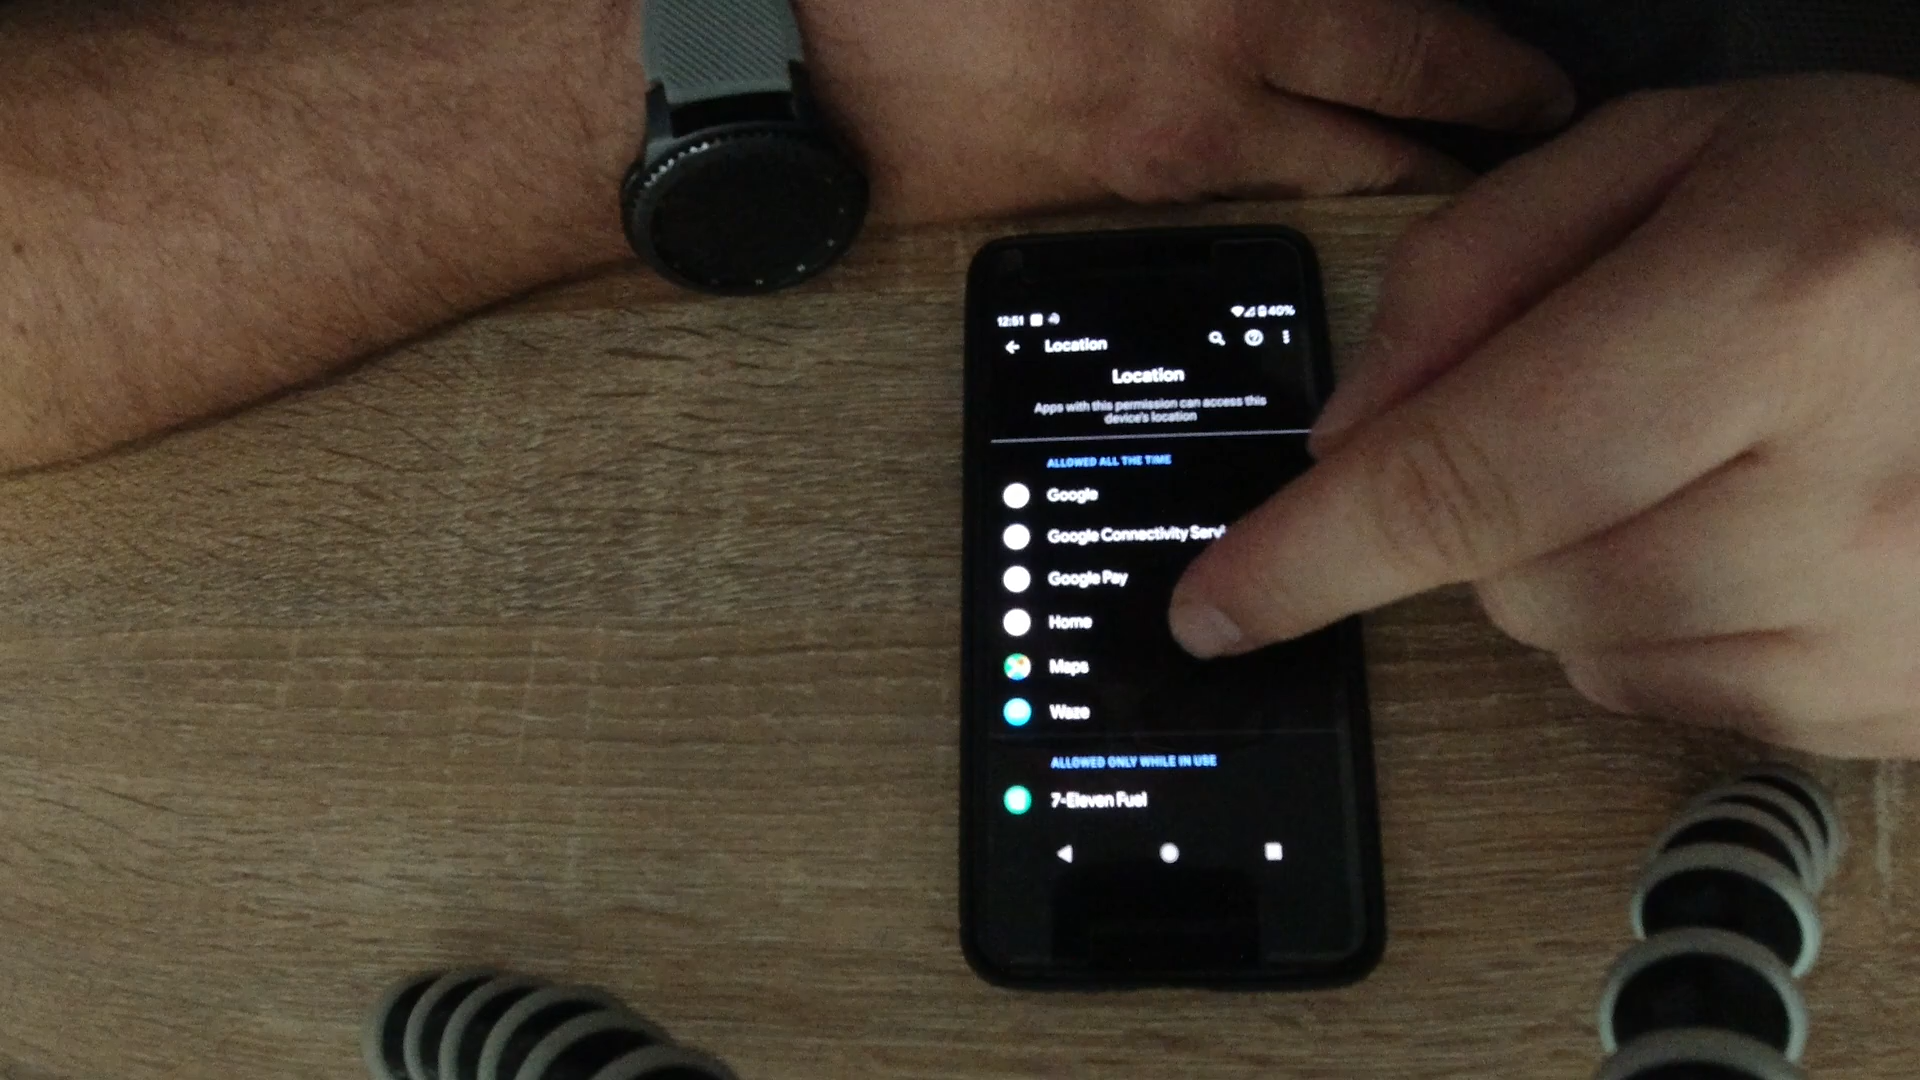 12:51 40%
Location
Location
Apps with this permission can access this
device's location
ALLOWED ALL THE TIME
Google
Google Connectivity Servi
Google Pay
Home
Maps
Waze
ALLOWED ONLY WHILE IN USE
7-Eleven Fuel